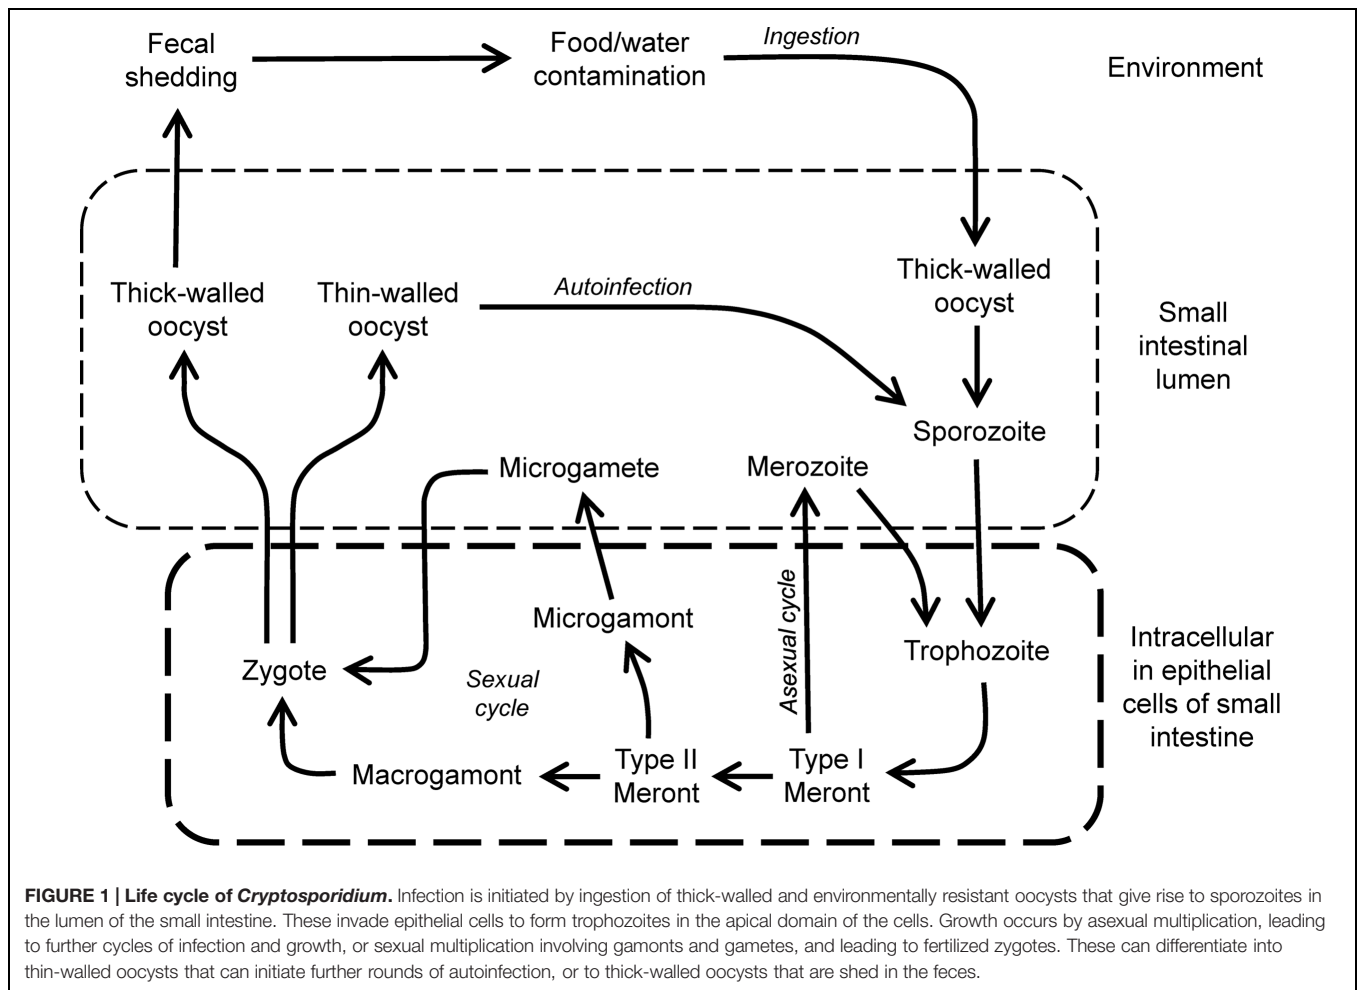 Fecal
shedding
Food/water
contamination
Ingestion
Environment
Thick-walled
oocyst
Thin-walled
oocyst
Autoinfection
Thick-walled
oocyst
Small
intestinal
lumen
Sporozoite
Microgamete
Merozoite
Microgamont
Asexual cycle
Trophozoite
Intracellular
in epithelial
cells of small
intestine
Zygote
Sexual
cycle
Macrogamont
Type II
Meront
Type I
Meront
FIGURE 1 | Life cycle of Cryptosporidium. Infection is initiated by ingestion of thick-walled and environmentally resistant oocysts that give rise to sporozoites in
the lumen of the small intestine. These invade epithelial cells to form trophozoites in the apical domain of the cells. Growth occurs by asexual multiplication, leading
to further cycles of infection and growth, or sexual multiplication involving gamonts and gametes, and leading to fertilized zygotes. These can differentiate into
thin-walled oocysts that can initiate further rounds of autoinfection, or to thick-walled oocysts that are shed in the feces.